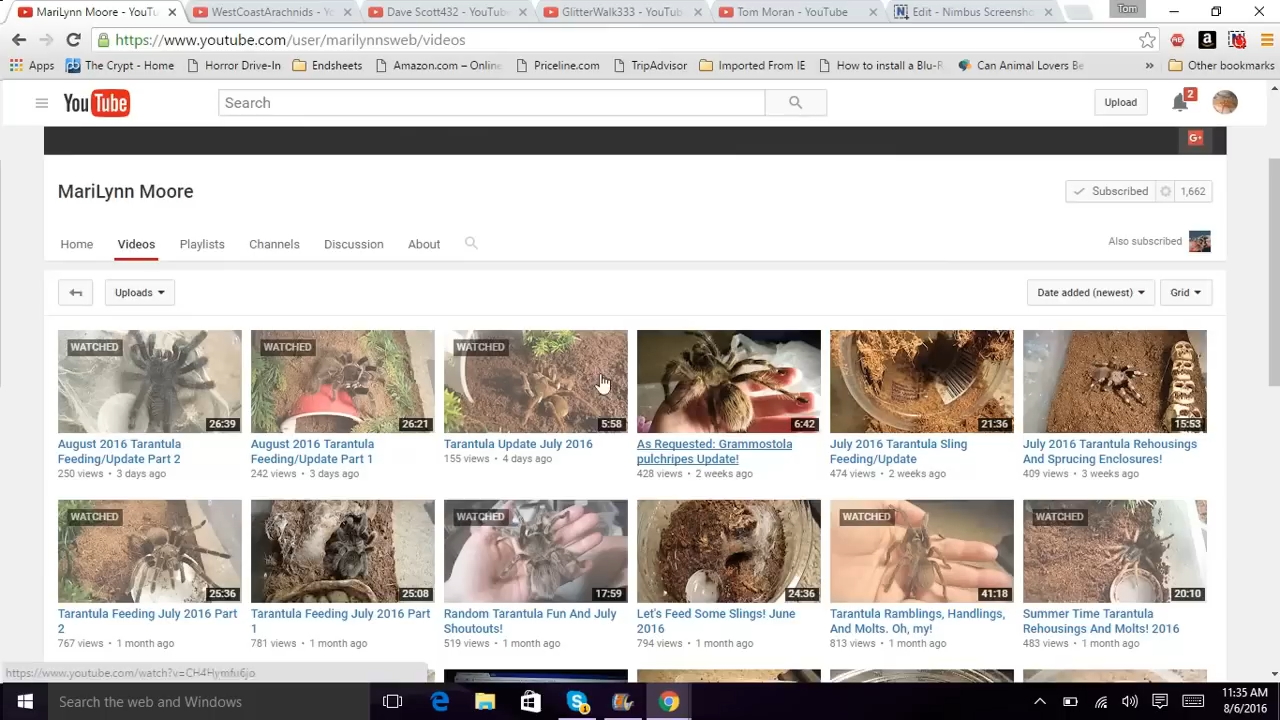 MariLynn Moore - YouTu
WestCoastArachnids - Y
Dave Scott432 - YouTub
GlitterWalk333 - YouTub
Tom Moran - YouTube
Edit - Nimbus Screensho
Tom
https://www.youtube.com/user/marilynnsweb/videos
Apps
The Crypt - Home
Horror Drive-In
Endsheets
Amazon.com – Online
Priceline.com
TripAdvisor
Imported From IE
How to install a Blu-R
Can Animal Lovers Be
»
Other bookmarks
YouTube
Search
Upload
2
G+
MariLynn Moore
Subscribed
1,662
Home
Videos
Playlists
Channels
Discussion
About
Also subscribed
Uploads
Date added (newest)
Grid
WATCHED
26:39
WATCHED
26:21
WATCHED
5:58
6:42
21:36
15:53
August 2016 Tarantula
Feeding/Update Part 2
250 views • 3 days ago
August 2016 Tarantula
Feeding/Update Part 1
242 views • 3 days ago
Tarantula Update July 2016
155 views • 4 days ago
As Requested: Grammostola
pulchripes Update!
428 views • 2 weeks ago
July 2016 Tarantula Sling
Feeding/Update
474 views • 2 weeks ago
July 2016 Tarantula Rehousings
And Sprucing Enclosures!
409 views • 3 weeks ago
WATCHED
25:36
25:08
WATCHED
17:59
24:36
WATCHED
41:18
WATCHED
20:10
Tarantula Feeding July 2016 Part
2
767 views • 1 month ago
Tarantula Feeding July 2016 Part
1
781 views • 1 month ago
Random Tarantula Fun And July
Shoutouts!
519 views • 1 month ago
Let's Feed Some Slings! June
2016
794 views • 1 month ago
Tarantula Ramblings, Handlings,
And Molts. Oh, my!
813 views • 1 month ago
Summer Time Tarantula
Rehousings And Molts! 2016
483 views • 1 month ago
https://www.youtube.com/watch?v=CH4Hymfu6jo
Search the web and Windows
11:35 AM
8/6/2016